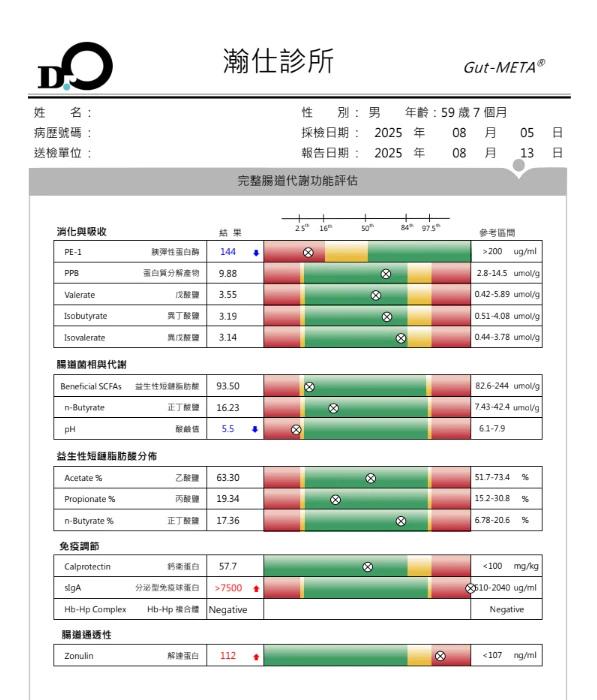 D.O 瀚仕診所 Gut-META®
姓 名： 性 別： 男 年齡：59 歲 7 個月
病歷號碼： 採檢日期： 2025 年 08 月 05 日
送檢單位： 報告日期： 2025 年 08 月 13 日
完整腸道代謝功能評估
消化與吸收 結 果 2.5th 16th 50th 84th 97.5th 參考區間
PE-1 胰彈性蛋白酶 144 >200 ug/ml
PPB 蛋白質分解產物 9.88 2.8-14.5 umol/g
Valerate 戊酸鹽 3.55 0.42-5.89 umol/g
Isobutyrate 異丁酸鹽 3.19 0.51-4.08 umol/g
Isovalerate 異戊酸鹽 3.14 0.44-3.78 umol/g
腸道菌相與代謝
Beneficial SCFAs 益生性短鏈脂肪酸 93.50 82.6-244 umol/g
n-Butyrate 正丁酸鹽 16.23 7.43-42.4 umol/g
pH 酸鹼值 5.5 6.1-7.9
益生性短鏈脂肪酸分佈
Acetate % 乙酸鹽 63.30 51.7-73.4 %
Propionate % 丙酸鹽 19.34 15.2-30.8 %
n-Butyrate % 正丁酸鹽 17.36 6.78-20.6 %
免疫調節
Calprotectin 鈣衛蛋白 57.7 <100 mg/kg
sIgA 分泌型免疫球蛋白 >7500 510-2040 ug/ml
Hb-Hp Complex Hb-Hp 複合體 Negative Negative
腸道通透性
Zonulin 解連蛋白 112 <107 ng/ml